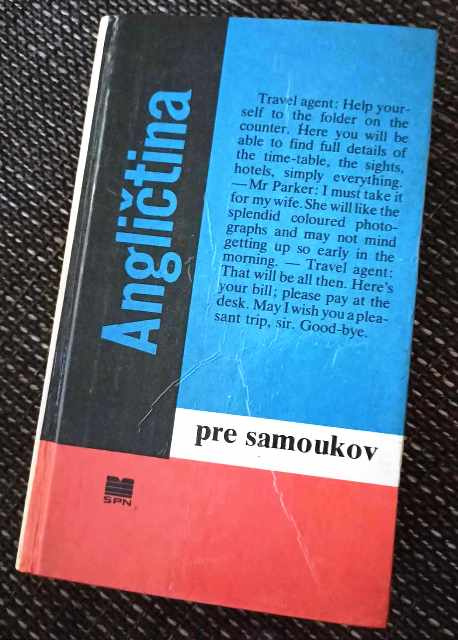 Angličtina
Travel agent: Help your-
self to the folder on the
counter. Here you will be
able to find full details of
the time-table, the sights,
hotels, simply everything.
— Mr Parker: I must take it
for my wife. She will like the
splendid coloured photo-
graphs and may not mind
getting up so early in the
morning. — Travel agent:
That will be all then. Here's
your bill; please pay at the
desk. May I wish you a plea-
sant trip, sir. Good-bye.
pre samoukov
SPN